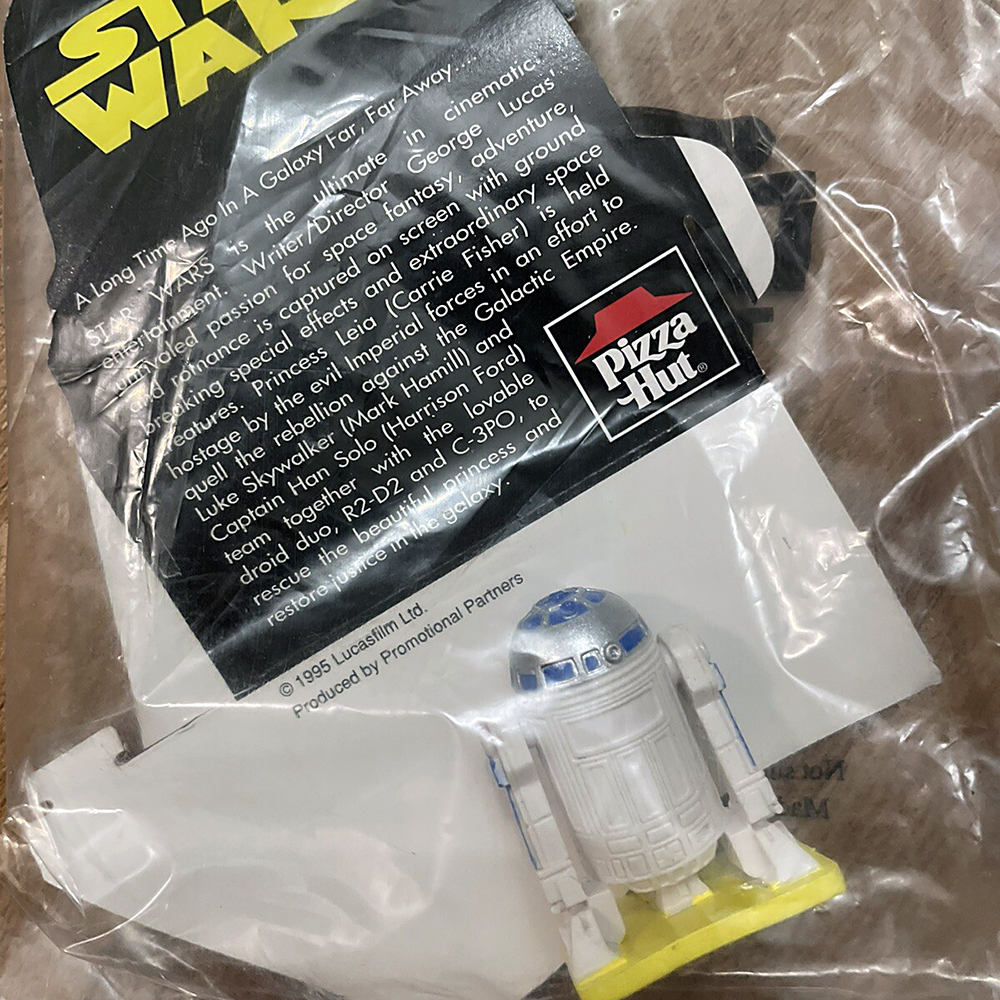 STAR
WARS
A Long Time Ago In A Galaxy Far, Far Away....
STAR WARS is the ultimate in cinematic
entertainment. Writer/Director George Lucas'
unrivaled passion for space fantasy, adventure,
and romance is captured on screen with ground
breaking special effects and extraordinary space
features. Princess Leia (Carrie Fisher) is held
hostage by the evil Imperial forces in an effort to
quell the rebellion against the Galactic Empire.
Luke Skywalker (Mark Hamill) and
Captain Han Solo (Harrison Ford)
team together with the lovable
droid duo, R2-D2 and C-3PO, to
rescue the beautiful princess and
restore justice in the galaxy.
Pizza
Hut®
© 1995 Lucasfilm Ltd.
Produced by Promotional Partners
Not